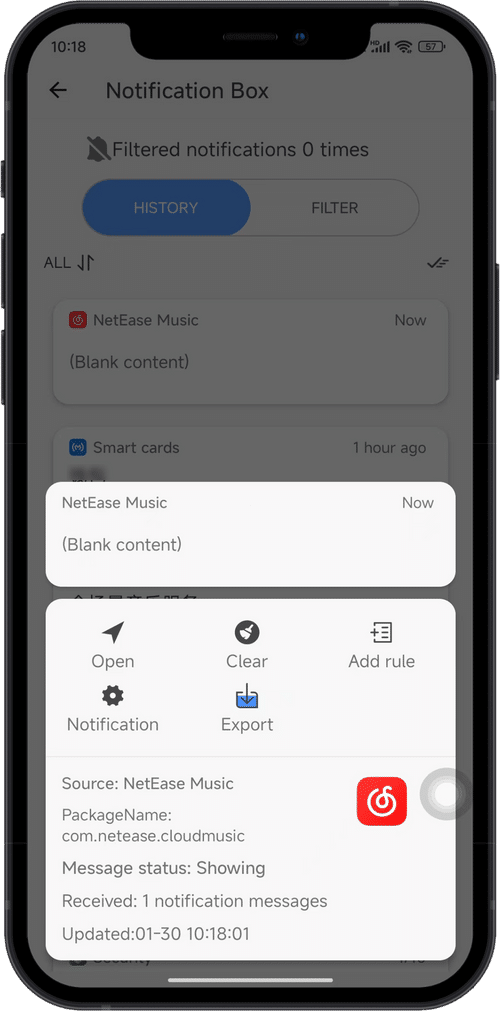 10:18
HD
57
Notification Box
Filtered notifications 0 times
HISTORY
FILTER
ALL
NetEase Music
Now
(Blank content)
Smart cards
1 hour ago
NetEase Music
Now
(Blank content)
Open
Clear
Add rule
Notification
Export
Source: NetEase Music
PackageName:
com.netease.cloudmusic
Message status: Showing
Received: 1 notification messages
Updated:01-30 10:18:01
Security